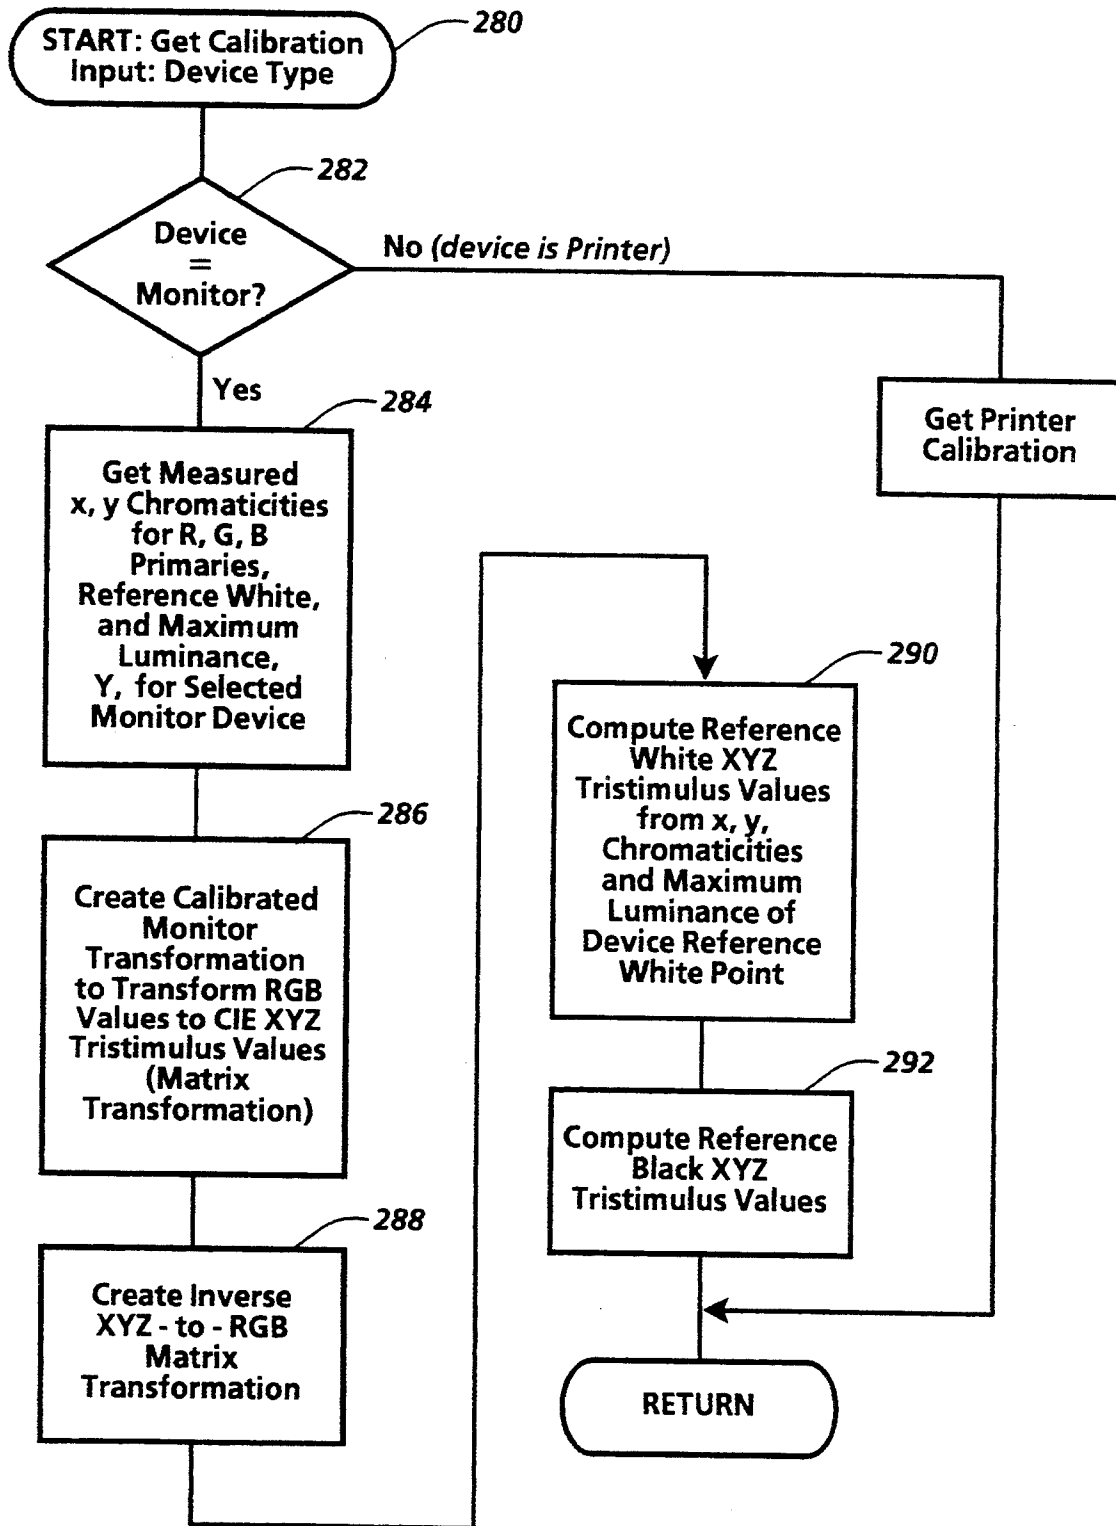 START: Get Calibration
Input: Device Type
280
282
Device
=
Monitor?
No (device is Printer)
Yes
Get Printer
Calibration
284
Get Measured
x, y Chromaticities
for R, G, B
Primaries,
Reference White,
and Maximum
Luminance,
Y, for Selected
Monitor Device
286
Create Calibrated
Monitor
Transformation
to Transform RGB
Values to CIE XYZ
Tristimulus Values
(Matrix
Transformation)
288
Create Inverse
XYZ - to - RGB
Matrix
Transformation
290
Compute Reference
White XYZ
Tristimulus Values
from x, y,
Chromaticities
and Maximum
Luminance of
Device Reference
White Point
292
Compute Reference
Black XYZ
Tristimulus Values
RETURN